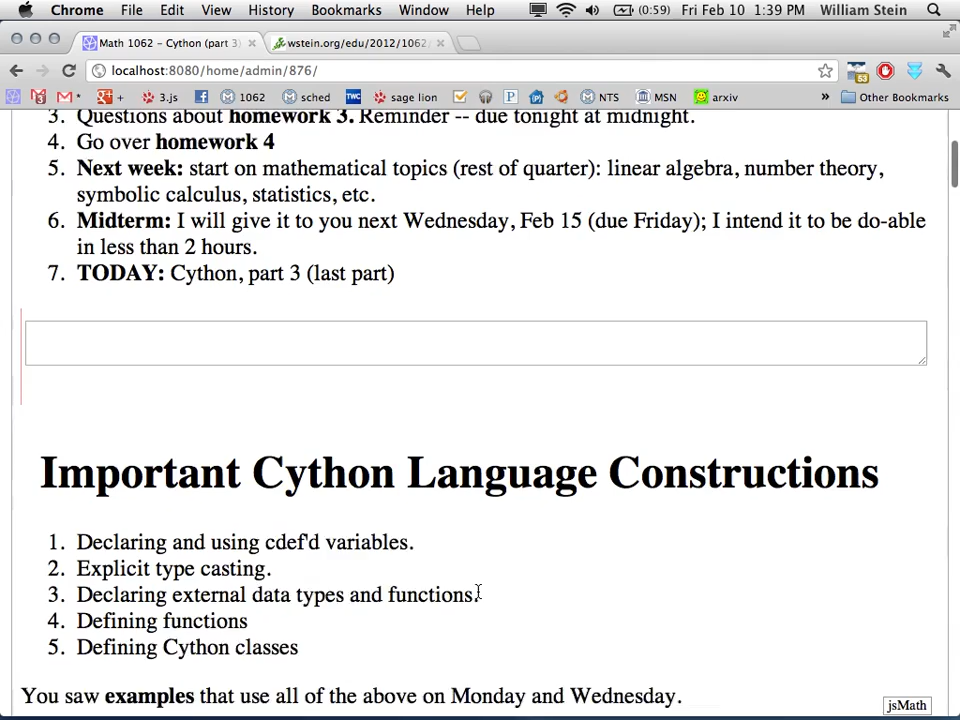 Chrome File Edit View History Bookmarks Window Help (0:59) Fri Feb 10 1:39 PM William Stein
Math 1062 - Cython (part 3) wstein.org/edu/2012/1062/
localhost:8080/home/admin/876/
+ 3.js 1062 sched TWC sage lion NTS MSN arxiv » Other Bookmarks
3. Questions about homework 3. Reminder -- due tonight at midnight.
4. Go over homework 4
5. Next week: start on mathematical topics (rest of quarter): linear algebra, number theory,
symbolic calculus, statistics, etc.
6. Midterm: I will give it to you next Wednesday, Feb 15 (due Friday); I intend it to be do-able
in less than 2 hours.
7. TODAY: Cython, part 3 (last part)
Important Cython Language Constructions
1. Declaring and using cdef'd variables.
2. Explicit type casting.
3. Declaring external data types and functions.
4. Defining functions
5. Defining Cython classes
You saw examples that use all of the above on Monday and Wednesday.
jsMath